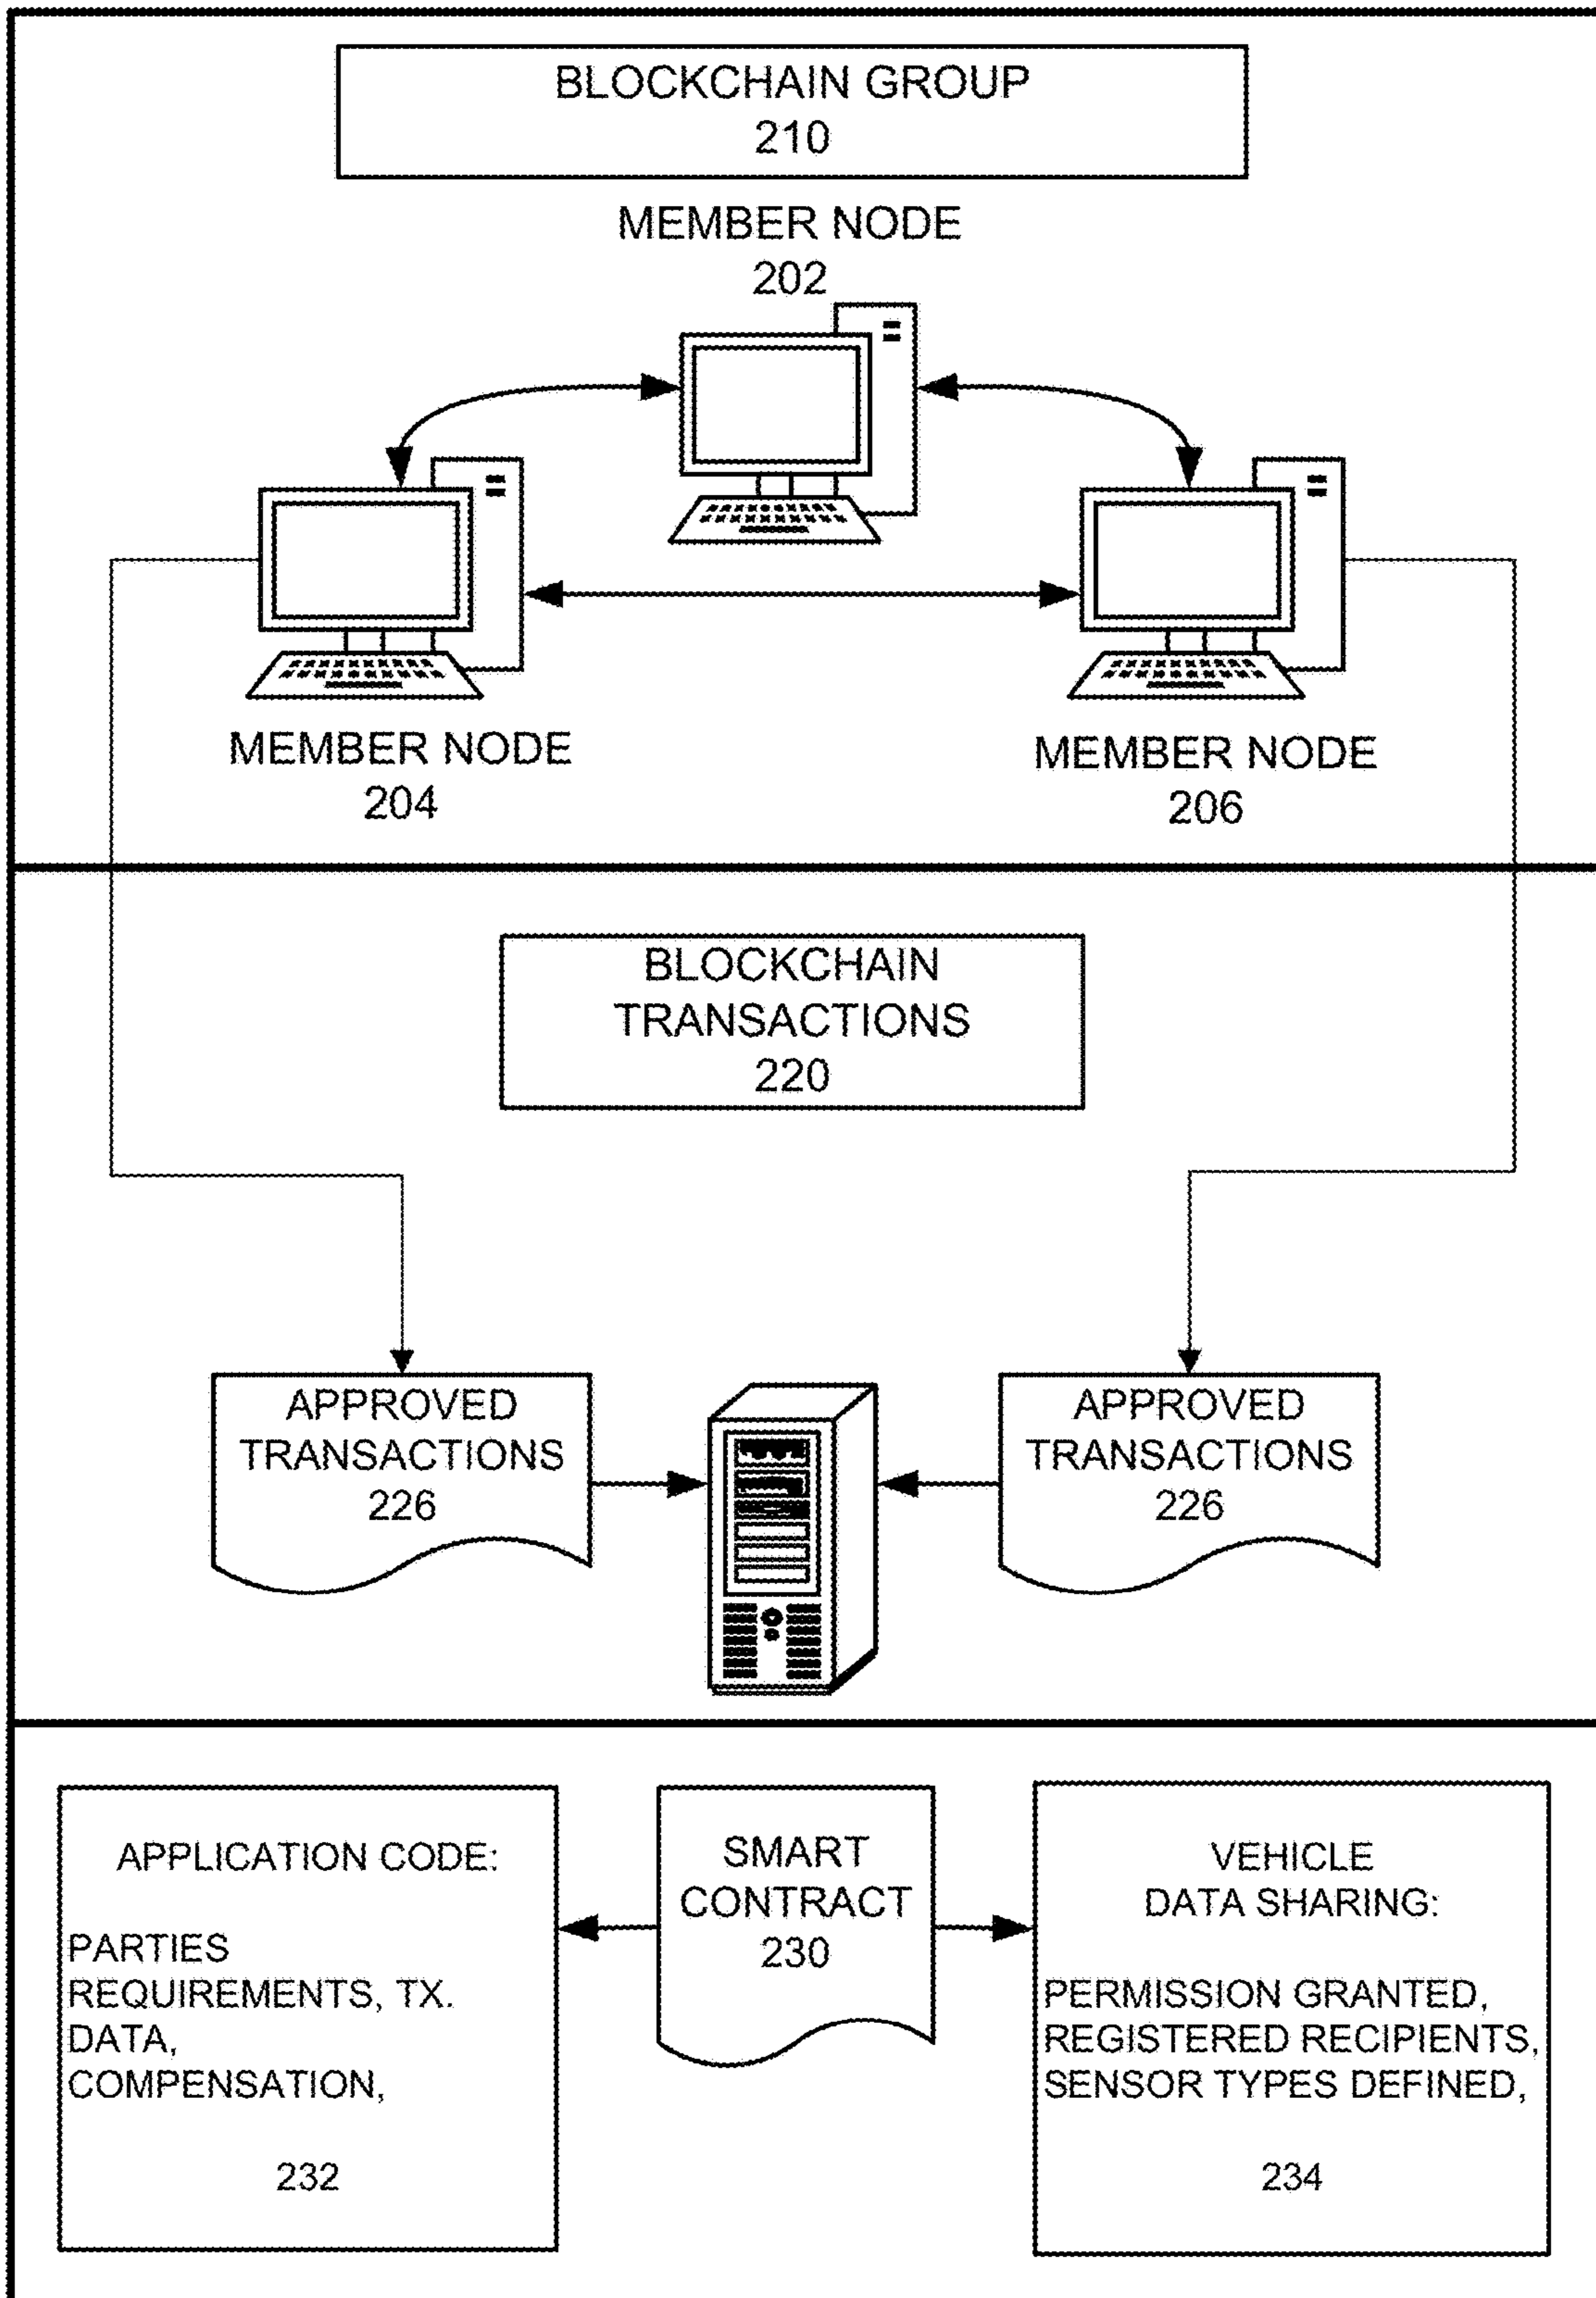 BLOCKCHAIN GROUP
210
MEMBER NODE
202
MEMBER NODE
204
MEMBER NODE
206
BLOCKCHAIN
TRANSACTIONS
220
APPROVED
TRANSACTIONS
226
APPROVED
TRANSACTIONS
226
APPLICATION CODE:
PARTIES
REQUIREMENTS, TX.
DATA,
COMPENSATION,
232
SMART
CONTRACT
230
VEHICLE
DATA SHARING:
PERMISSION GRANTED,
REGISTERED RECIPIENTS,
SENSOR TYPES DEFINED,
234